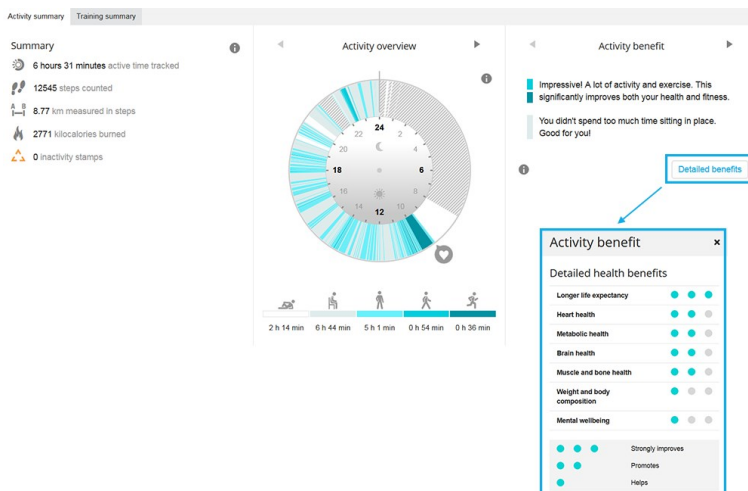 Activity summary
Training summary
Summary
6 hours 31 minutes active time tracked
12545 steps counted
A B
8.77 km measured in steps
2771 kilocalories burned
0 inactivity stamps
Activity overview
24
22
2
20
4
18
6
16
8
14
10
12
2 h 14 min
6 h 44 min
5 h 1 min
0 h 54 min
0 h 36 min
Activity benefit
Impressive! A lot of activity and exercise. This
significantly improves both your health and fitness.
You didn't spend too much time sitting in place.
Good for you!
Detailed benefits
Activity benefit
×
Detailed health benefits
Longer life expectancy
Heart health
Metabolic health
Brain health
Muscle and bone health
Weight and body
composition
Mental wellbeing
Strongly improves
Promotes
Helps